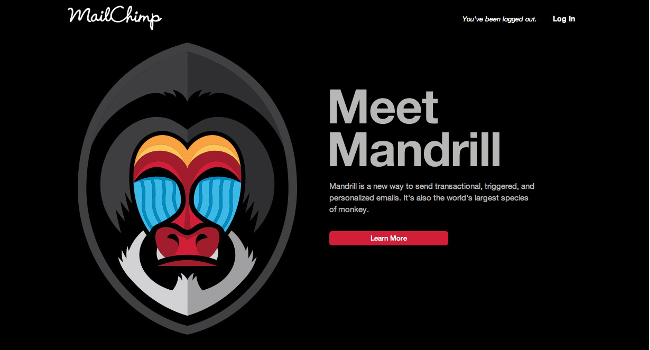 MailChimp
You've been logged out. Log In
Meet
Mandrill
Mandrill is a new way to send transactional, triggered, and
personalized emails. It's also the world's largest species
of monkey.
Learn More